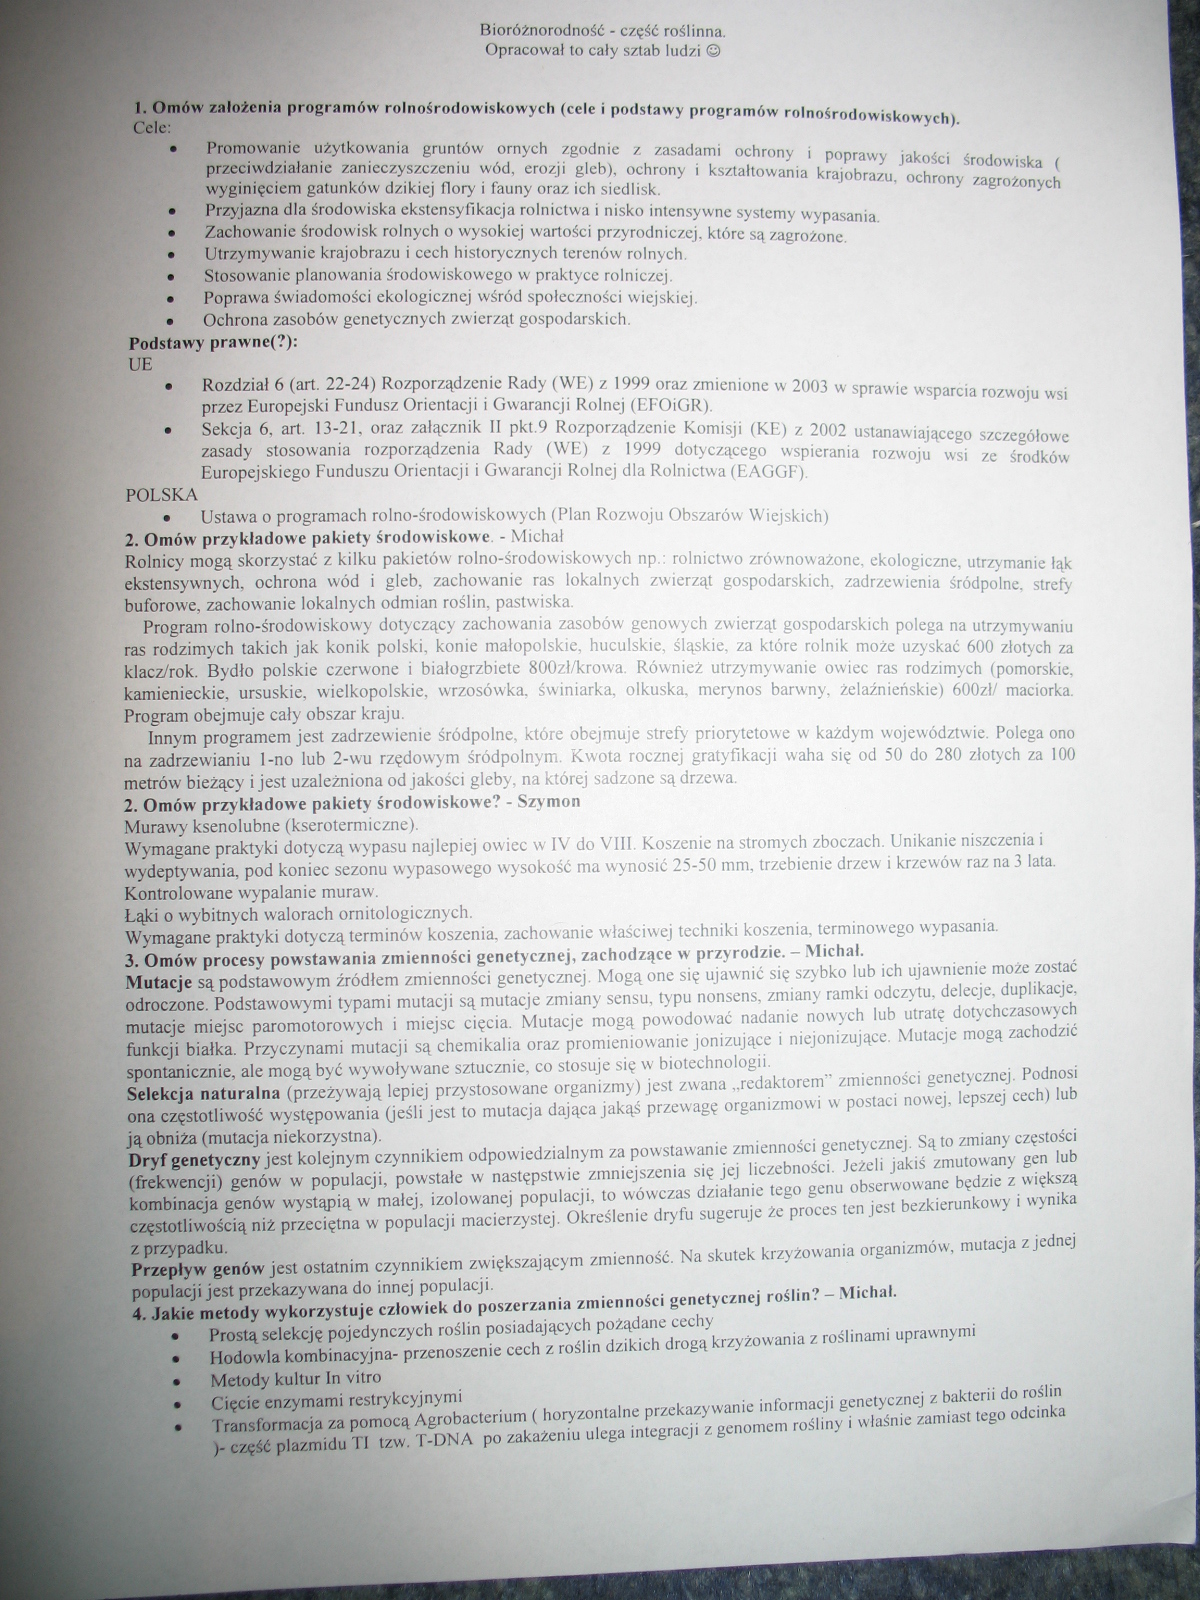 Bioróżnorodność - część roślinna.
Opracował to cały sztab ludzi ☺
1. Omów założenia programów rolnośrodowiskowych (cele i podstawy programów rolnośrodowiskowych).
Cele:
• Promowanie użytkowania gruntów ornych zgodnie z zasadami ochrony i poprawy jakości środowiska (
przeciwdziałanie zanieczyszczeniu wód, erozji gleb), ochrony i kształtowania krajobrazu, ochrony zagrożonych
wyginięciem gatunków dzikiej flory i fauny oraz ich siedlisk.
• Przyjazna dla środowiska ekstensyfikacja rolnictwa i nisko intensywne systemy wypasania.
• Zachowanie środowisk rolnych o wysokiej wartości przyrodniczej, które są zagrożone.
• Utrzymywanie krajobrazu i cech historycznych terenów rolnych.
• Stosowanie planowania środowiskowego w praktyce rolniczej.
• Poprawa świadomości ekologicznej wśród społeczności wiejskiej.
• Ochrona zasobów genetycznych zwierząt gospodarskich.
Podstawy prawne(?):
UE
• Rozdział 6 (art. 22-24) Rozporządzenie Rady (WE) z 1999 oraz zmienione w 2003 w sprawie wsparcia rozwoju wsi
przez Europejski Fundusz Orientacji i Gwarancji Rolnej (EFOiGR).
• Sekcja 6, art. 13-21, oraz załącznik II pkt.9 Rozporządzenie Komisji (KE) z 2002 ustanawiającego szczegółowe
zasady stosowania rozporządzenia Rady (WE) z 1999 dotyczącego wspierania rozwoju wsi ze środków
Europejskiego Funduszu Orientacji i Gwarancji Rolnej dla Rolnictwa (EAGGF).
POLSKA
• Ustawa o programach rolno-środowiskowych (Plan Rozwoju Obszarów Wiejskich)
2. Omów przykładowe pakiety środowiskowe. - Michał
Rolnicy mogą skorzystać z kilku pakietów rolno-środowiskowych np.: rolnictwo zrównoważone, ekologiczne, utrzymanie łąk
ekstensywnych, ochrona wód i gleb, zachowanie ras lokalnych zwierząt gospodarskich, zadrzewienia śródpolne, strefy
buforowe, zachowanie lokalnych odmian roślin, pastwiska.
Program rolno-środowiskowy dotyczący zachowania zasobów genowych zwierząt gospodarskich polega na utrzymywaniu
ras rodzimych takich jak konik polski, konie małopolskie, huculskie, śląskie, za które rolnik może uzyskać 600 złotych za
klacz/rok. Bydło polskie czerwone i białogrzbiete 800zł/krowa. Również utrzymywanie owiec ras rodzimych (pomorskie,
kamienieckie, ursuskie, wielkopolskie, wrzosówka, świniarka, olkuska, merynos barwny, żelaźnieńskie) 600zł/ maciorka.
Program obejmuje cały obszar kraju.
Innym programem jest zadrzewienie śródpolne, które obejmuje strefy priorytetowe w każdym województwie. Polega ono
na zadrzewianiu 1-no lub 2-wu rzędowym śródpolnym. Kwota rocznej gratyfikacji waha się od 50 do 280 złotych za 100
metrów bieżący i jest uzależniona od jakości gleby, na której sadzone są drzewa.
2. Omów przykładowe pakiety środowiskowe? - Szymon
Murawy ksenolubne (kserotermiczne).
Wymagane praktyki dotyczą wypasu najlepiej owiec w IV do VIII. Koszenie na stromych zboczach. Unikanie niszczenia i
wydeptywania, pod koniec sezonu wypasowego wysokość ma wynosić 25-50 mm, trzebienie drzew i krzewów raz na 3 lata.
Kontrolowane wypalanie muraw.
Łąki o wybitnych walorach ornitologicznych.
Wymagane praktyki dotyczą terminów koszenia, zachowanie właściwej techniki koszenia, terminowego wypasania.
3. Omów procesy powstawania zmienności genetycznej, zachodzące w przyrodzie. – Michał.
Mutacje są podstawowym źródłem zmienności genetycznej. Mogą one się ujawnić się szybko lub ich ujawnienie może zostać
odroczone. Podstawowymi typami mutacji są mutacje zmiany sensu, typu nonsens, zmiany ramki odczytu, delecje, duplikacje,
mutacje miejsc paromotorowych i miejsc cięcia. Mutacje mogą powodować nadanie nowych lub utratę dotychczasowych
funkcji białka. Przyczynami mutacji są chemikalia oraz promieniowanie jonizujące i niejonizujące. Mutacje mogą zachodzić
spontanicznie, ale mogą być wywoływane sztucznie, co stosuje się w biotechnologii.
Selekcja naturalna (przeżywają lepiej przystosowane organizmy) jest zwana „redaktorem” zmienności genetycznej. Podnosi
ona częstotliwość występowania (jeśli jest to mutacja dająca jakąś przewagę organizmowi w postaci nowej, lepszej cech) lub
ją obniża (mutacja niekorzystna).
Dryf genetyczny jest kolejnym czynnikiem odpowiedzialnym za powstawanie zmienności genetycznej. Są to zmiany częstości
(frekwencji) genów w populacji, powstałe w następstwie zmniejszenia się jej liczebności. Jeżeli jakiś zmutowany gen lub
kombinacja genów wystąpią w małej, izolowanej populacji, to wówczas działanie tego genu obserwowane będzie z większą
częstotliwością niż przeciętna w populacji macierzystej. Określenie dryfu sugeruje że proces ten jest bezkierunkowy i wynika
z przypadku.
Przepływ genów jest ostatnim czynnikiem zwiększającym zmienność. Na skutek krzyżowania organizmów, mutacja z jednej
populacji jest przekazywana do innej populacji.
4. Jakie metody wykorzystuje człowiek do poszerzania zmienności genetycznej roślin? – Michał.
• Prostą selekcję pojedynczych roślin posiadających pożądane cechy
• Hodowla kombinacyjna- przenoszenie cech z roślin dzikich drogą krzyżowania z roślinami uprawnymi
• Metody kultur In vitro
• Cięcie enzymami restrykcyjnymi
• Transformacja za pomocą Agrobacterium ( horyzontalne przekazywanie informacji genetycznej z bakterii do roślin
)- część plazmidu TI tzw. T-DNA po zakażeniu ulega integracji z genomem rośliny i właśnie zamiast tego odcinka